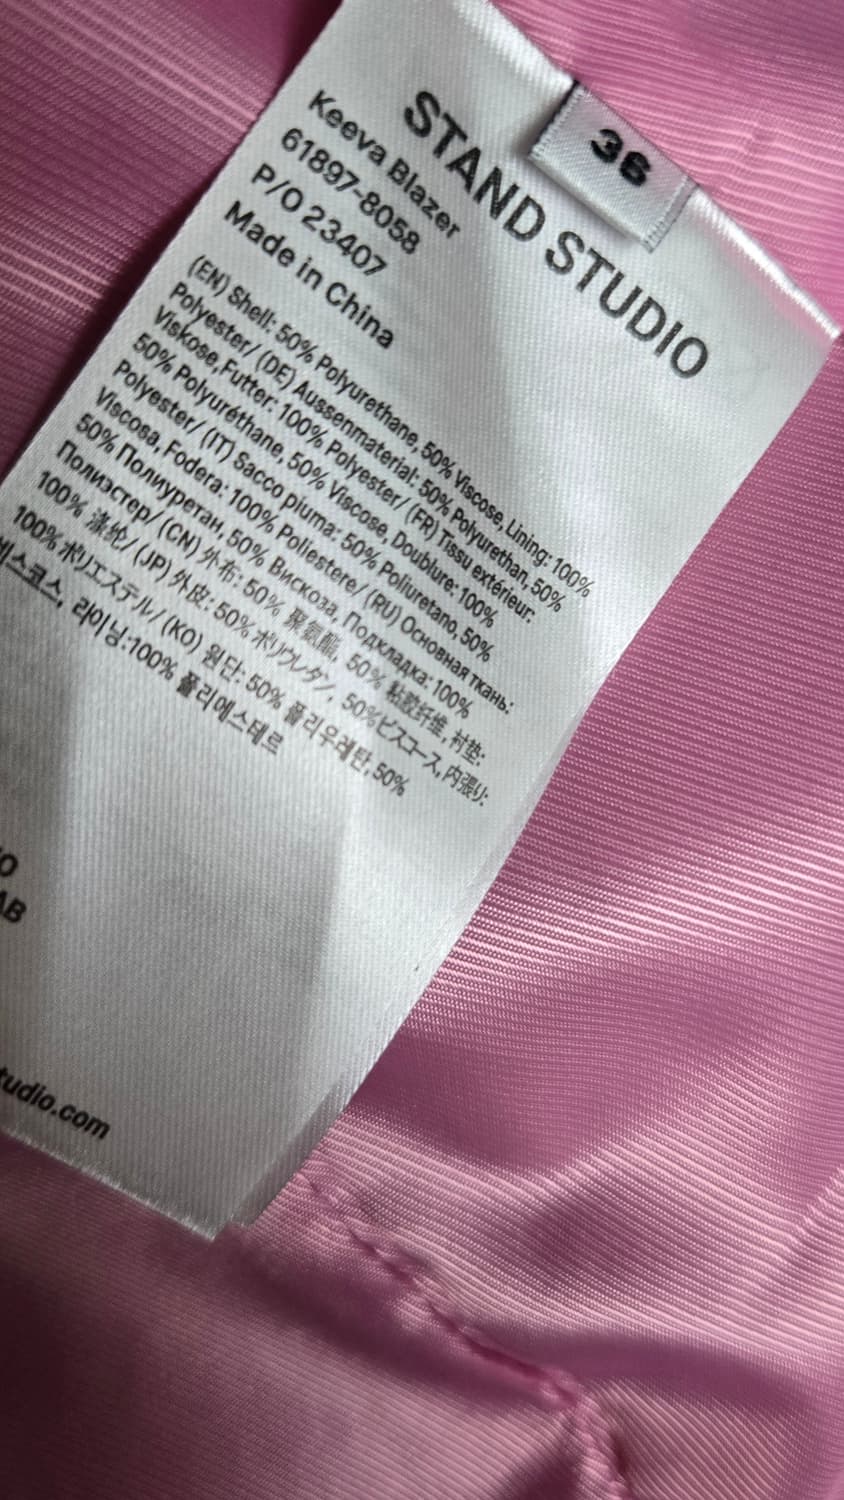 36
STAND STUDIO
Keeva Blazer
61897-8058
P/O 23407
Made in China
(EN) Shell: 50% Polyurethane, 50% Viscose, Lining: 100%
Polyester/ (DE) Aussenmaterial: 50% Polyurethan, 50%
Viskose,Futter: 100% Polyester/ (FR) Tissu extérieur:
50% Polyuréthane, 50% Viscose, Doublure: 100%
Polyester/ (IT) Sacco piuma: 50% Poliuretano, 50%
Viscosa, Fodera: 100% Poliestere/ (RU) Основная ткань:
50% Полиуретан, 50% Вискоза, Подкладка: 100%
Полиэстер/ (CN) 外布: 50% 聚氨酯, 50% 粘胶纤维, 衬垫:
100% 涤纶/ (JP) 外皮: 50% ポリウレタン, 50%ビスコース, 内張り:
100% ポリエステル/ (KO) 원단: 50% 폴리우레탄, 50%
비스코스, 라이닝:100% 폴리에스테르
AB
tudio.com